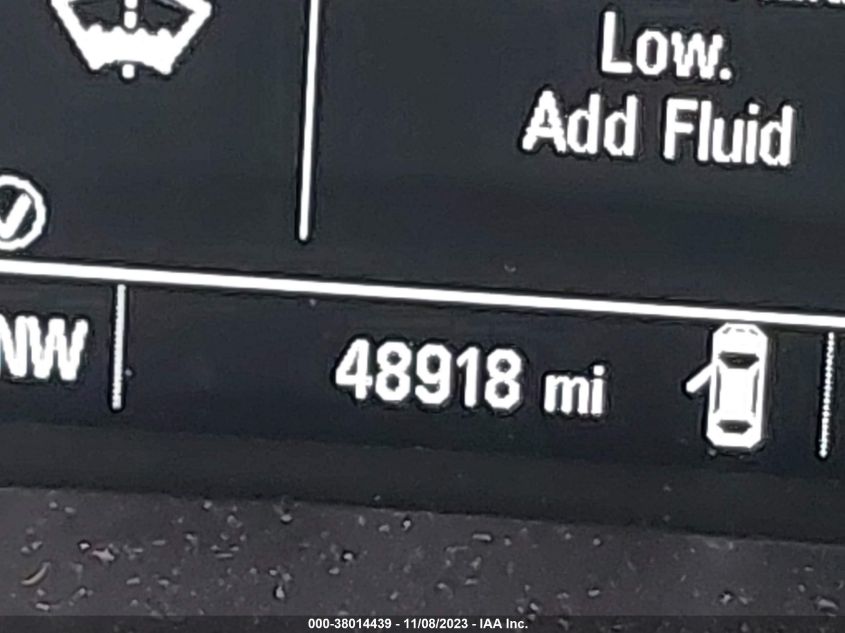 Low.
Add Fluid
NW
48918 mi
000-38014439 - 11/08/2023 - IAA Inc.